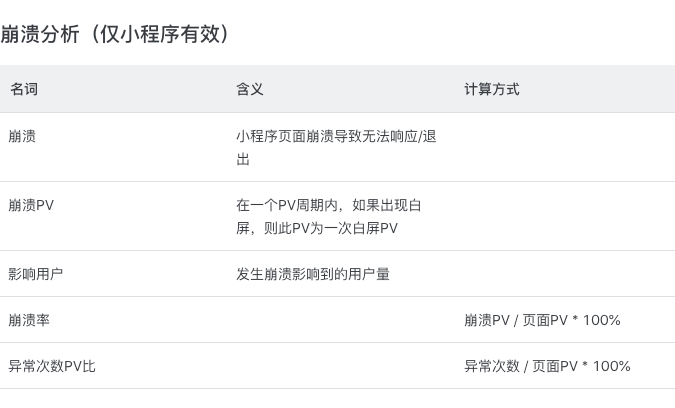 崩溃分析（仅小程序有效）
名词 含义 计算方式
崩溃 小程序页面崩溃导致无法响应/退
出
崩溃PV 在一个PV周期内，如果出现白
屏，则此PV为一次白屏PV
影响用户 发生崩溃影响到的用户量
崩溃率 崩溃PV / 页面PV * 100%
异常次数PV比 异常次数 / 页面PV * 100%